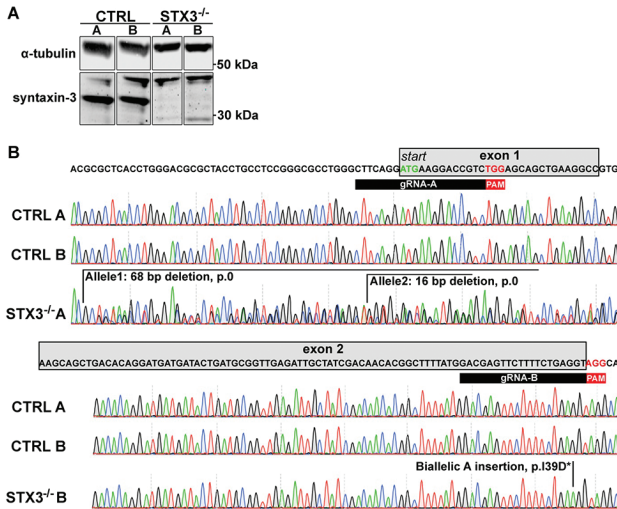 A
CTRL STX3-/-
A B A B
α-tubulin
-50 kDa
syntaxin-3
-30 kDa
B
start exon 1
ACGCGCTCACCTGGGACGCGCTACCTGCCTCCGGGCGCCTGGGCTTCAGGATGAAGGACCGTCTGGAGCAGCTGAAGGCCGTG
gRNA-A PAM
CTRL A
CTRL B
Allele1: 68 bp deletion, p.0
Allele2: 16 bp deletion, p.0
STX3-/-A
exon 2
AAGCAGCTGACACAGGATGATGATACTGATGCGGTTGAGATTGCTATCGACAACACGGCTTTTATGGACGAGTTCTTTTCTGAGGTAGGCA
gRNA-B PAM
CTRL A
CTRL B
Biallelic A insertion, p.I39D*
STX3-/-B